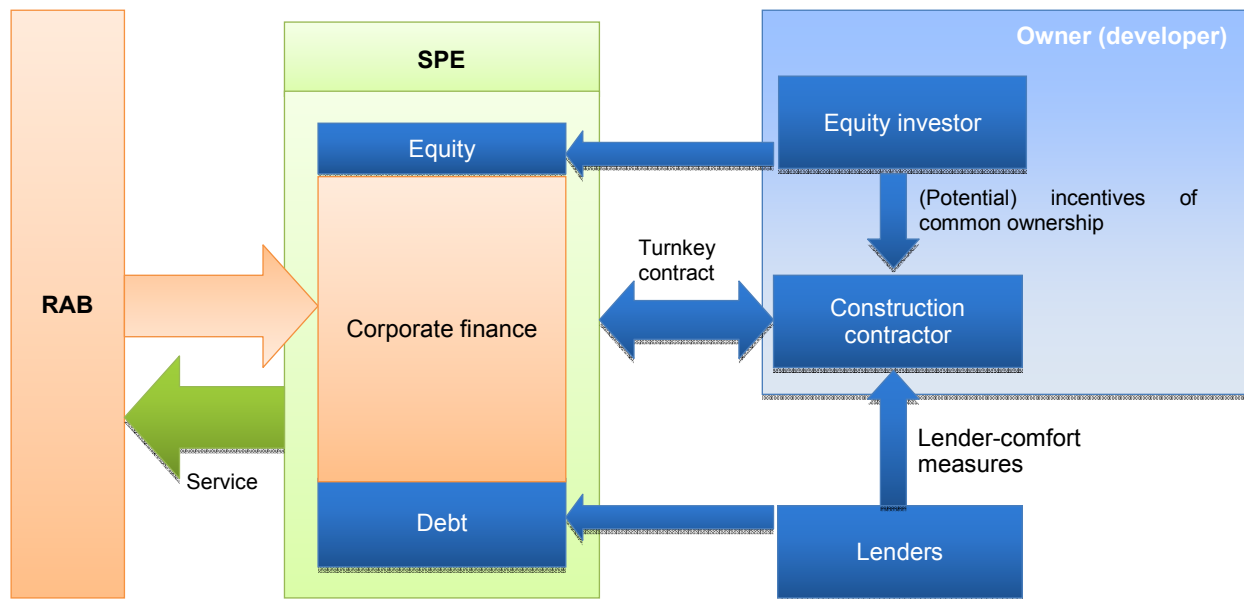 Owner (developer)
SPE
Equity investor
Equity
(Potential) incentives of
common ownership
Turnkey
contract
RAB
Construction
contractor
Corporate finance
Lender-comfort
measures
Service
Debt
Lenders